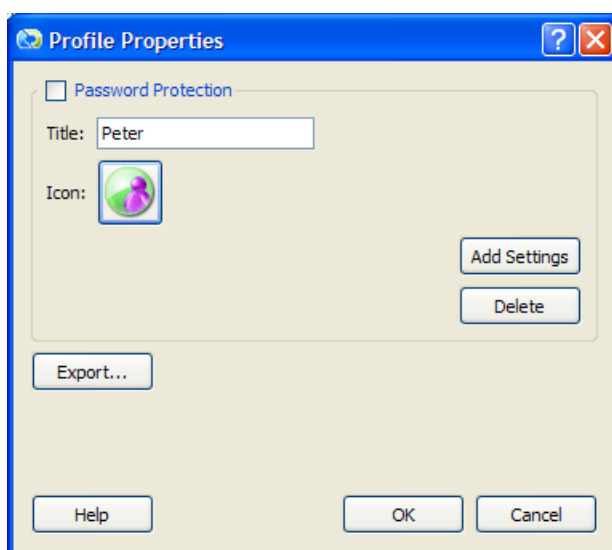 Profile Properties
Password Protection
Title: Peter
Icon:
Add Settings
Delete
Export...
Help OK Cancel